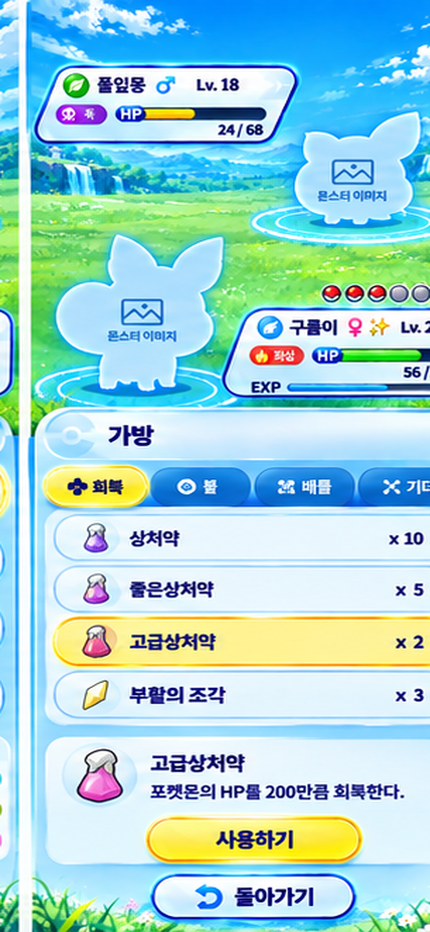 풀잎몽 ♂ Lv. 18
독 HP
24 / 68
몬스터 이미지
몬스터 이미지
구름이 ♀ Lv. 2
화상 HP
56 /
EXP
가방
회복 볼 배틀 기타
상처약 x 10
좋은상처약 x 5
고급상처약 x 2
부활의 조각 x 3
고급상처약
포켓몬의 HP를 200만큼 회복한다.
사용하기
돌아가기